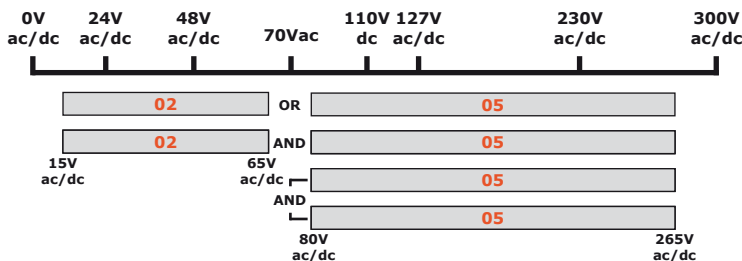 0V 24V 48V 70Vac 110V 127V 230V 300V
ac/dc ac/dc ac/dc dc ac/dc ac/dc ac/dc
02 OR 05
02 AND 05
15V 65V
ac/dc ac/dc
05
AND
05
80V 265V
ac/dc ac/dc